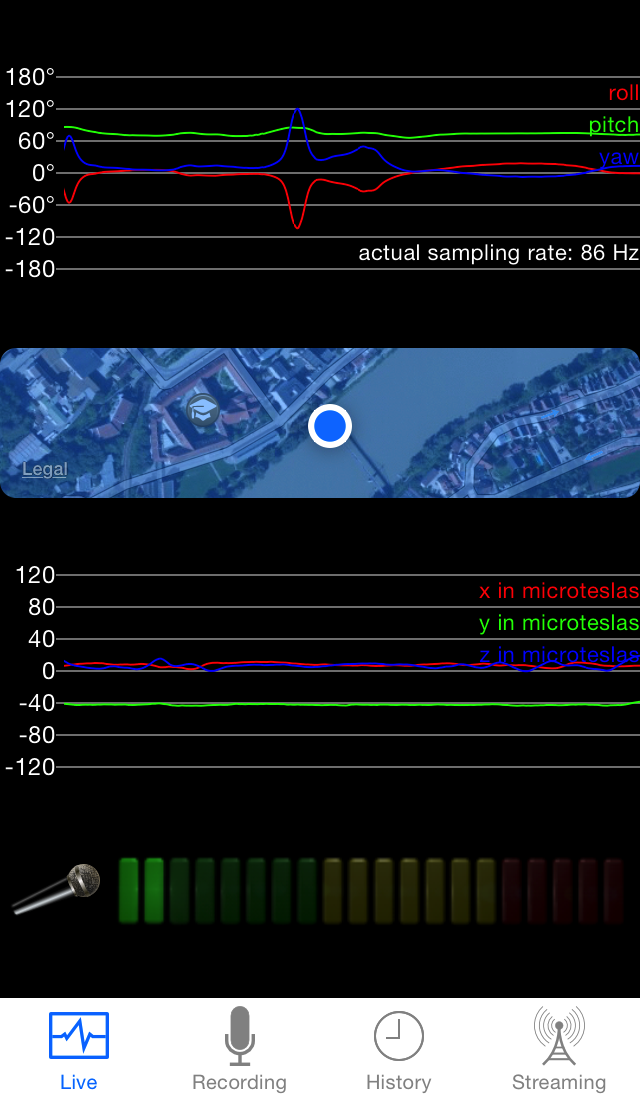 180°
roll
120°
pitch
60°
yaw
0°
-60°
-120
actual sampling rate: 86 Hz
-180
Legal
120
x in microteslas
80
y in microteslas
40
z in microteslas
0
-40
-80
-120
Live
Recording
History
Streaming